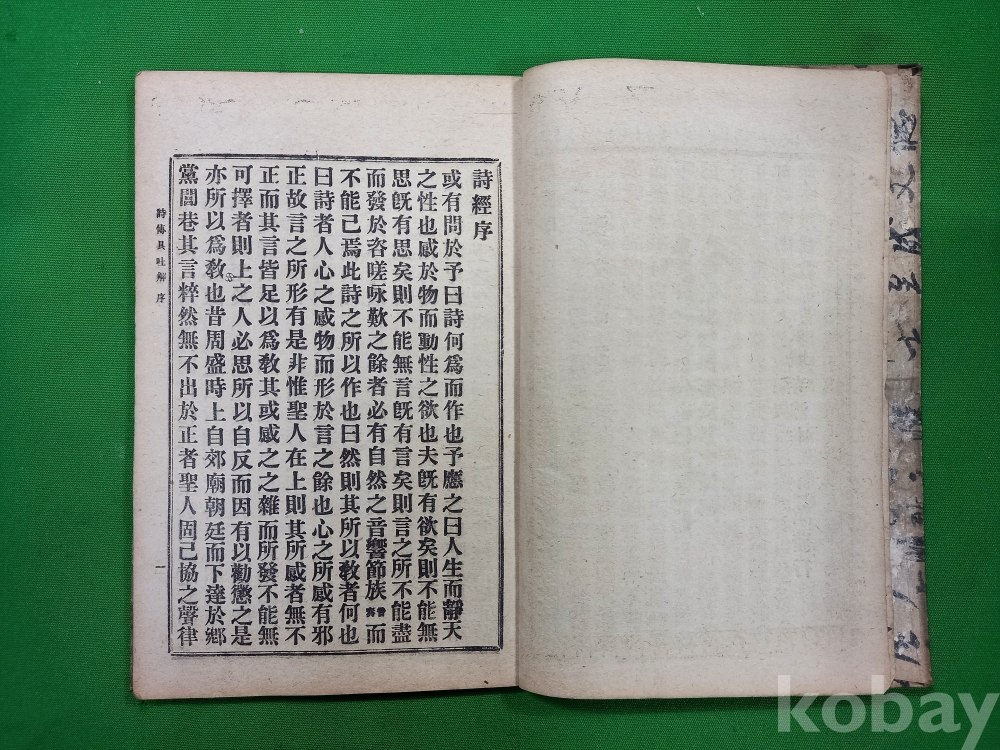 詩經序
或有問於予曰詩何爲而作也予應之曰人生而靜天
之性也感於物而動性之欲也夫旣有欲矣則不能無
思旣有思矣則不能無言旣有言矣則言之所不能盡
而發於咨嗟咏歎之餘者必有自然之音響節族而
不能已焉此詩之所以作也曰然則其所以敎者何也
曰詩者人心之感物而形於言之餘也心之所感有邪
正故言之所形有是非惟聖人在上則其所感者無不
正而其言皆足以爲敎其或感之之雜而所發不能無
可擇者則上之人必思所以自反而因有以勸懲之是
亦所以爲敎也昔周盛時上自郊廟朝廷而下達於鄉
黨閭巷其言粹然無不出於正者聖人固已協之聲律
詩傳具吐解 序
一
kobay